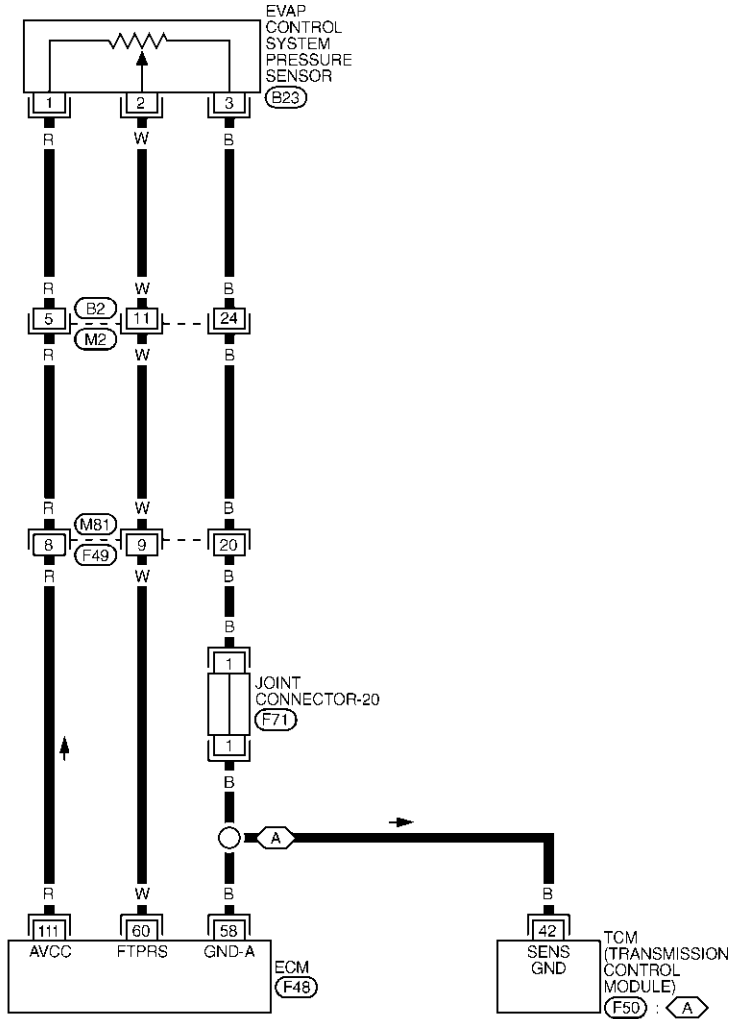 EVAP
CONTROL
SYSTEM
PRESSURE
SENSOR
B23
1 2 3
R W B
R W B
5 B2 11 24
M2
R W B
R W B
M81
8 9 20
F49
R W B
B
1
JOINT
CONNECTOR-20
F71
1
B
A
R W B B
111 60 58 42
AVCC FTPRS GND-A
ECM
F48
SENS
GND
TCM
(TRANSMISSION
CONTROL
MODULE)
F50 : A